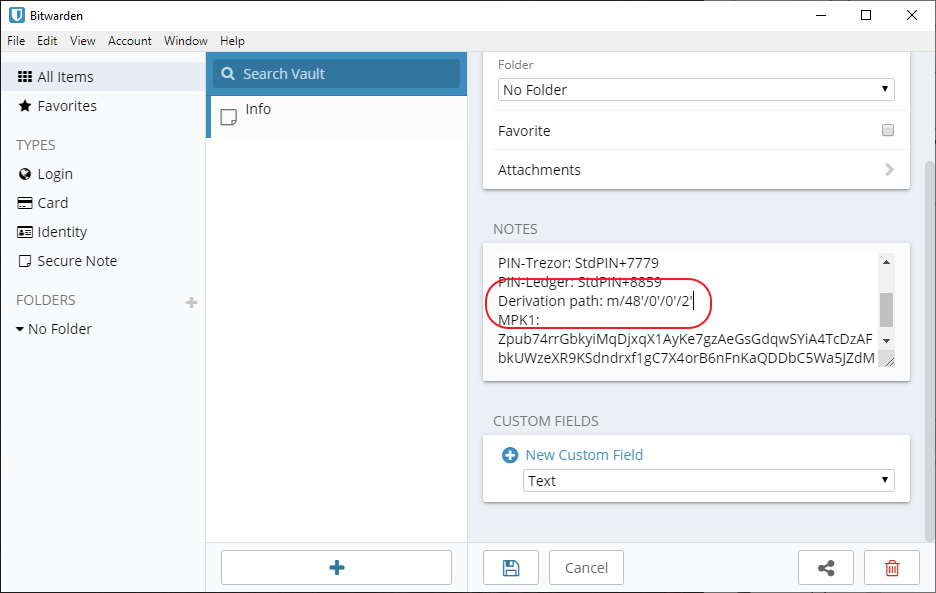 Bitwarden
File Edit View Account Window Help
All Items
Favorites
TYPES
Login
Card
Identity
Secure Note
FOLDERS
No Folder
Search Vault
Info
Folder
No Folder
Favorite
Attachments
NOTES
PIN-Trezor: StdPIN+7779
PIN-Ledger: StdPIN+8859
Derivation path: m/48'/0'/0'/2'
MPK1:
Zpub74rrGbkyiMqDjxqX1AyKe7gzAeGsGdqwSYiA4TcDzAF
bkUWzeXR9KSdndrxf1gC7X4orB6nFnKaQDDbC5Wa5JZdM
CUSTOM FIELDS
New Custom Field
Text
Cancel